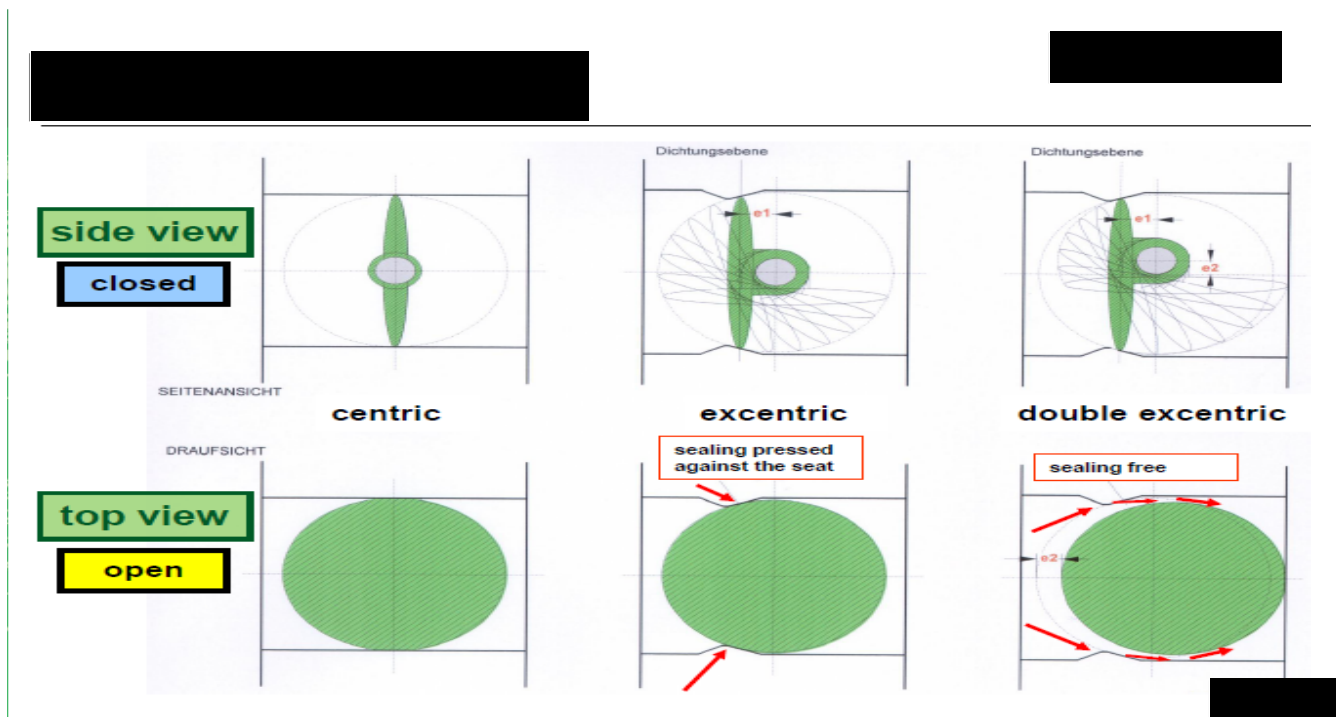 Dichtungsebene
Dichtungsebene
side view
closed
e1
e1
e2
SEITENANSICHT
centric
excentric
double excentric
DRAUFSICHT
sealing pressed
against the seat
sealing free
top view
open
e2